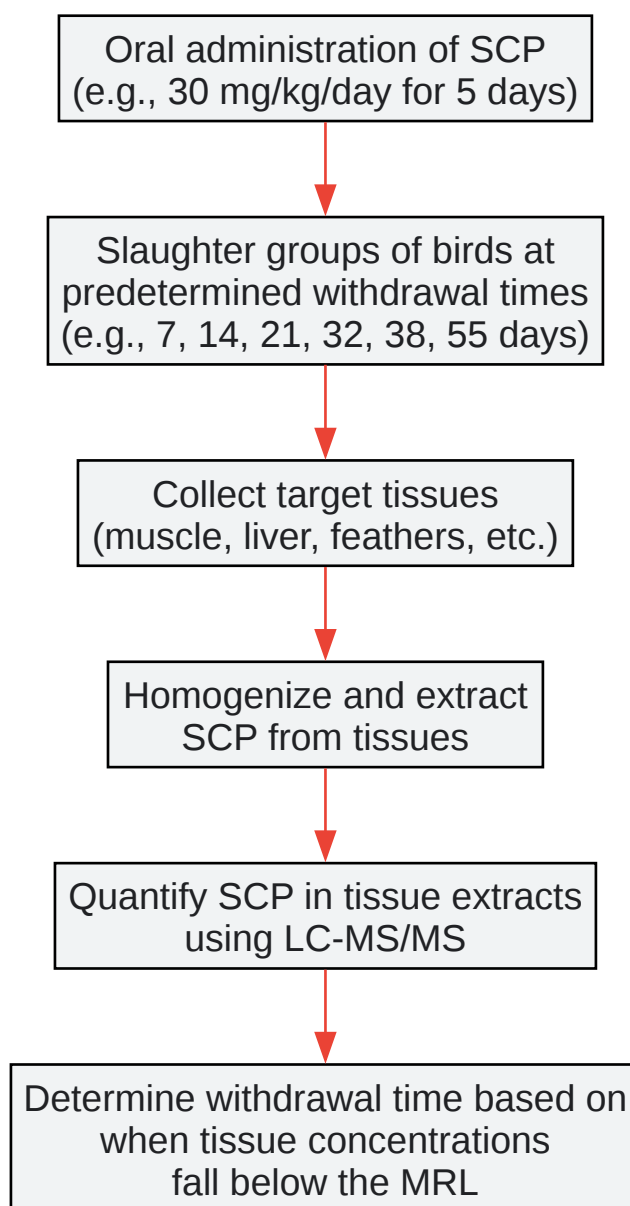 Oral administration of SCP
(e.g., 30 mg/kg/day for 5 days)
Slaughter groups of birds at
predetermined withdrawal times
(e.g., 7, 14, 21, 32, 38, 55 days)
Collect target tissues
(muscle, liver, feathers, etc.)
Homogenize and extract
SCP from tissues
Quantify SCP in tissue extracts
using LC-MS/MS
Determine withdrawal time based on
when tissue concentrations
fall below the MRL